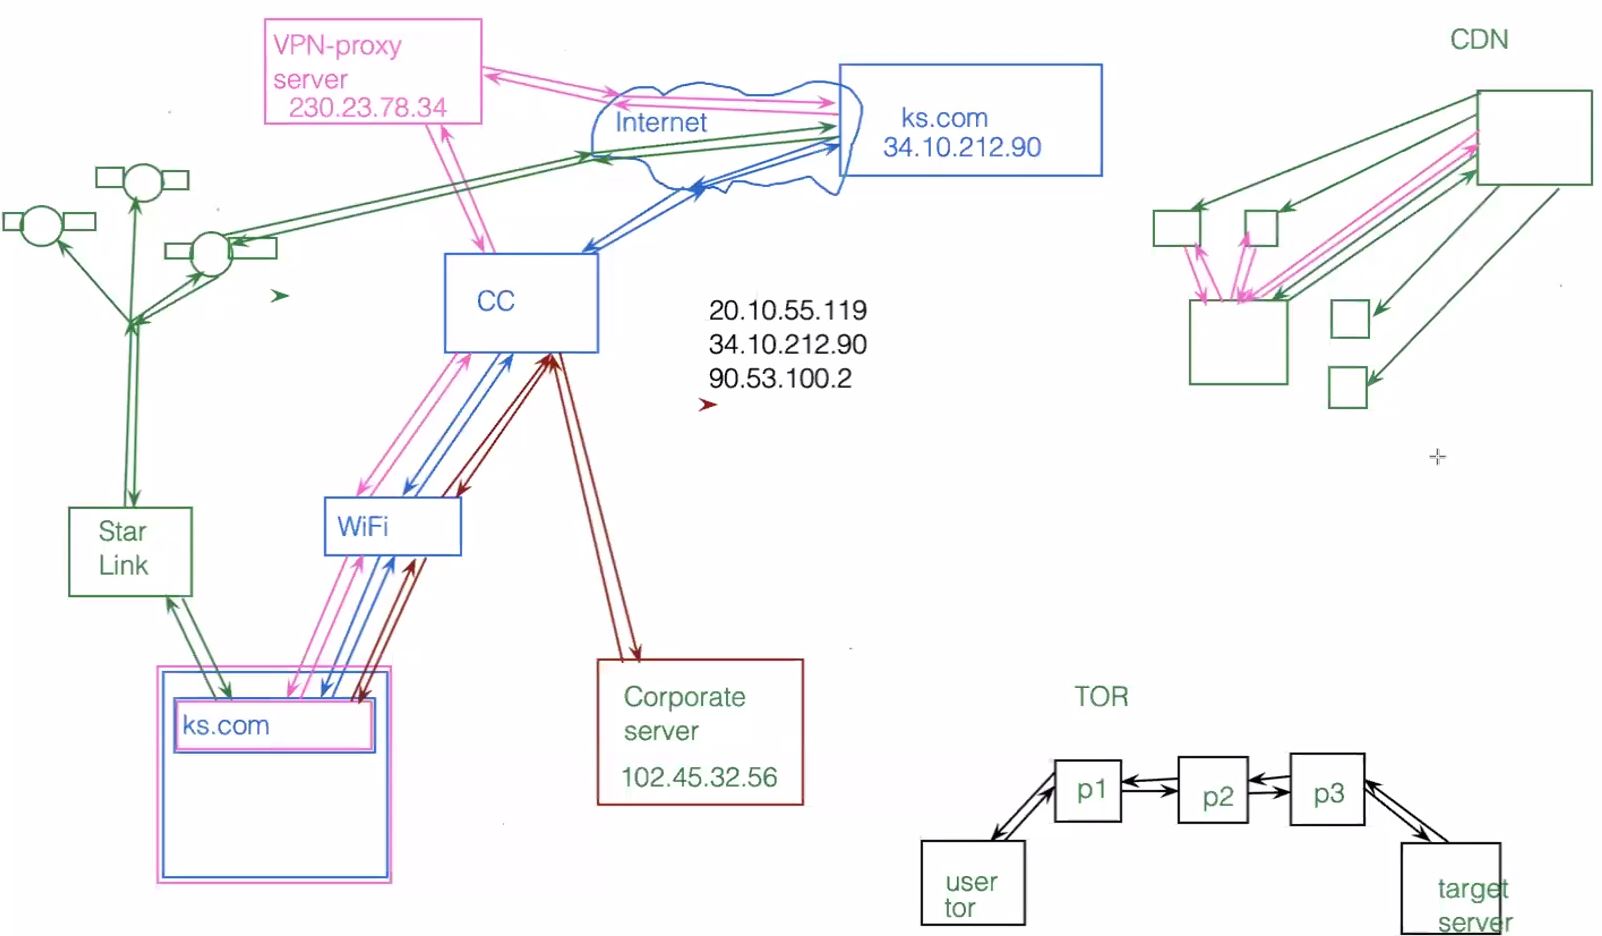 VPN-proxy
server
230.23.78.34
Internet
ks.com
34.10.212.90
CDN
CC
20.10.55.119
34.10.212.90
90.53.100.2
WiFi
Star
Link
ks.com
Corporate
server
102.45.32.56
TOR
p1
p2
p3
user
tor
target
server